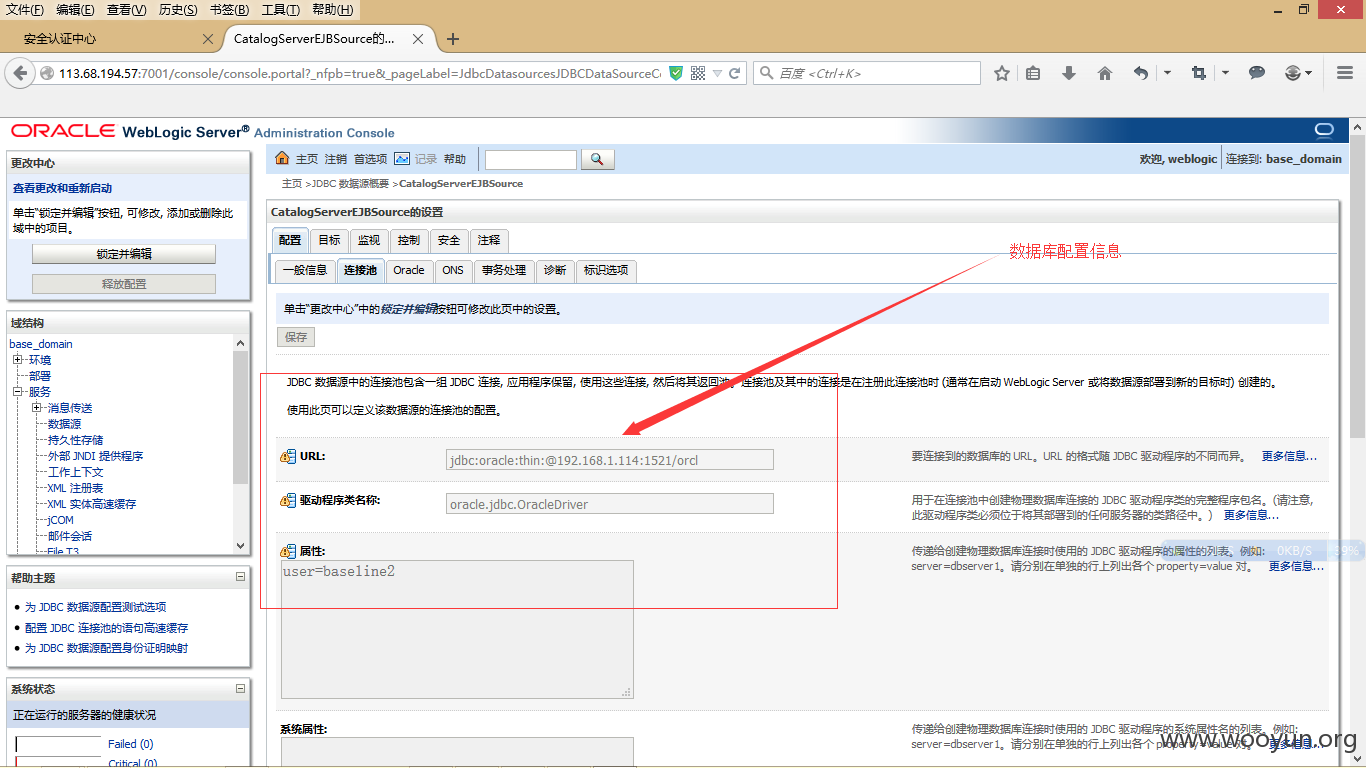 文件(F) 编辑(E) 查看(V) 历史(S) 书签(B) 工具(T) 帮助(H)
安全认证中心
CatalogServerEJBSource的...
113.68.194.57:7001/console/console.portal?_nfpb=true&_pageLabel=JdbcDatasourcesJDBCDataSourceCo
百度 <Ctrl+K>
ORACLE WebLogic Server® Administration Console
更改中心
查看更改和重新启动
单击“锁定并编辑”按钮, 可修改, 添加或删除此
域中的项目。
锁定并编辑
释放配置
域结构
base_domain
环境
部署
服务
消息传送
数据源
持久性存储
外部 JNDI 提供程序
工作上下文
XML 注册表
XML 实体高速缓存
jCOM
邮件会话
File T3
帮助主题
为 JDBC 数据源配置测试选项
配置 JDBC 连接池的语句高速缓存
为 JDBC 数据源配置身份证明映射
系统状态
正在运行的服务器的健康状况
Failed (0)
Critical (0)
主页 注销 首选项 记录 帮助
欢迎, weblogic 连接到: base_domain
主页 >JDBC 数据源概要 >CatalogServerEJBSource
CatalogServerEJBSource的设置
配置 目标 监视 控制 安全 注释
一般信息 连接池 Oracle ONS 事务处理 诊断 标识选项
数据库配置信息
单击“更改中心”中的锁定并编辑按钮可修改此页中的设置。
保存
JDBC 数据源中的连接池包含一组 JDBC 连接, 应用程序保留, 使用这些连接, 然后将其返回池。连接池及其中的连接是在注册此连接池时 (通常在启动 WebLogic Server 或将数据源部署到新的目标时) 创建的。
使用此页可以定义该数据源的连接池的配置。
URL:
jdbc:oracle:thin:@192.168.1.114:1521/orcl
要连接到的数据库的 URL。URL 的格式随 JDBC 驱动程序的不同而异。 更多信息...
驱动程序类名称:
oracle.jdbc.OracleDriver
用于在连接池中创建物理数据库连接的 JDBC 驱动程序类的完整程序包名。(请注意,
此驱动程序类必须位于将其部署到的任何服务器的类路径中。) 更多信息...
属性:
user=baseline2
传递给创建物理数据库连接时使用的 JDBC 驱动程序的属性的列表。例如:
server=dbserver1。请分别在单独的行上列出各个 property=value 对。 更多信息...
0KB/S
系统属性:
传递给创建物理数据库连接时使用的 JDBC 驱动程序的系统属性名的列表。例如:
server=dbserver1。请分别在单独的行上列出各个 property=value 对。 更多信息...
www.wooyun.org